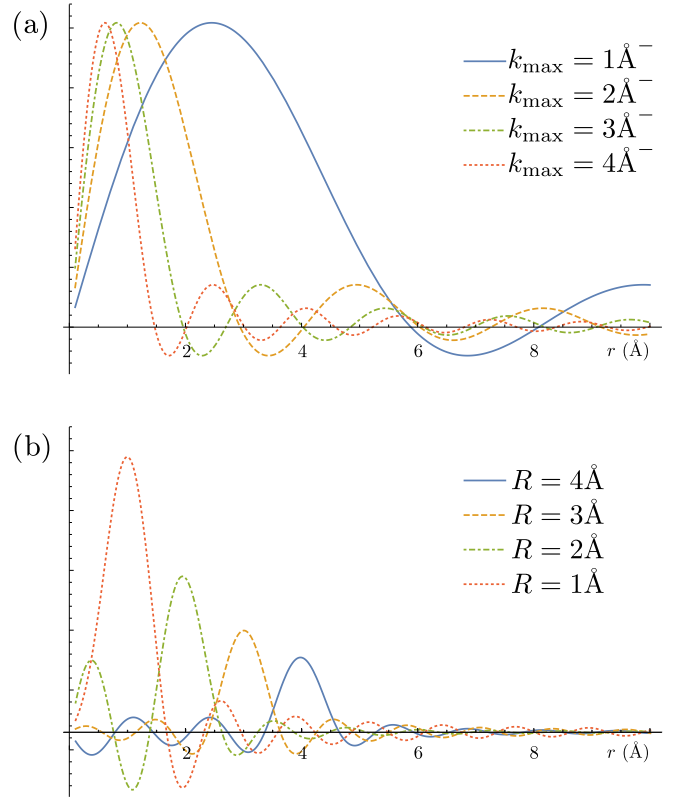 (a)
k_max = 1Å⁻
k_max = 2Å⁻
k_max = 3Å⁻
k_max = 4Å⁻
2 4 6 8 r (Å)
(b)
R = 4Å
R = 3Å
R = 2Å
R = 1Å
2 4 6 8 r (Å)